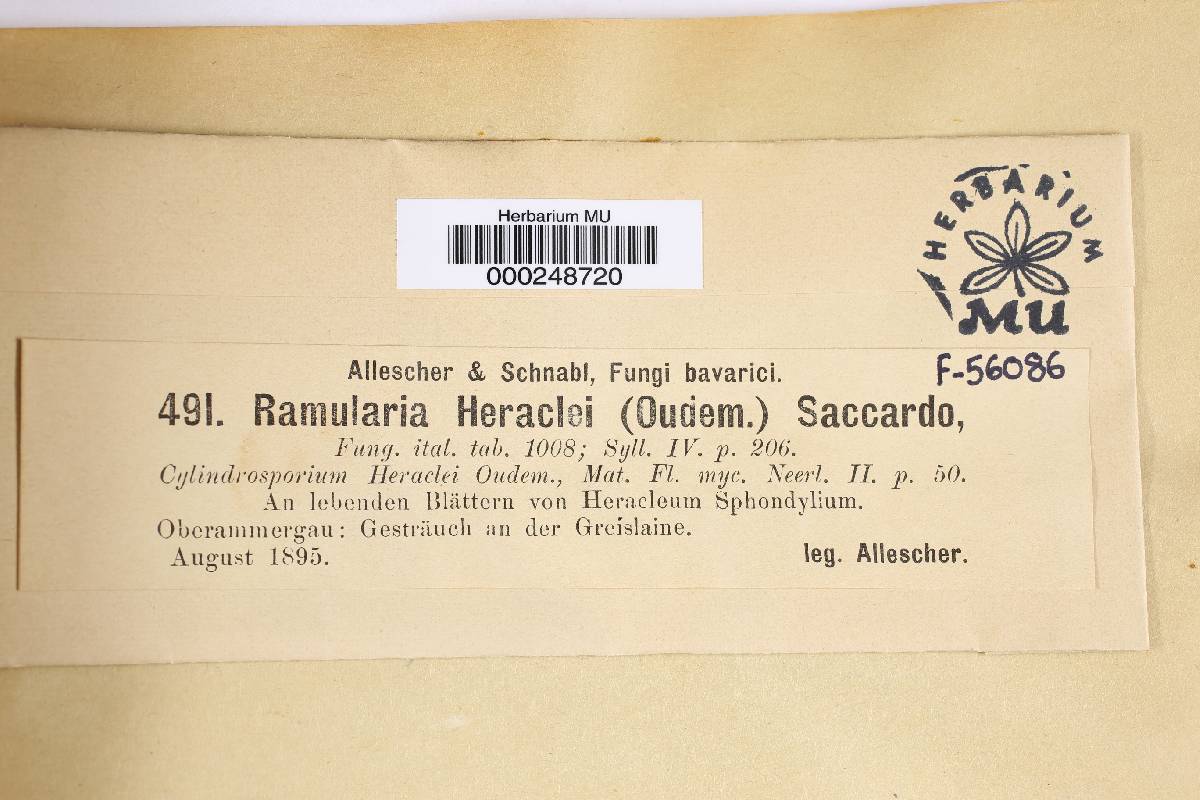 Herbarium MU
000248720
HERBARIUM
MU
F-56086
Allescher & Schnabl, Fungi bavarici.
491. Ramularia Heraclei (Oudem.) Saccardo,
Fung. ital. tab. 1008; Syll. IV. p. 206.
Cylindrosporium Heraclei Oudem., Mat. Fl. myc. Neerl. II. p. 50.
An lebenden Blättern von Heracleum Sphondylium.
Oberammergau: Gesträuch an der Greislaine.
August 1895. leg. Allescher.